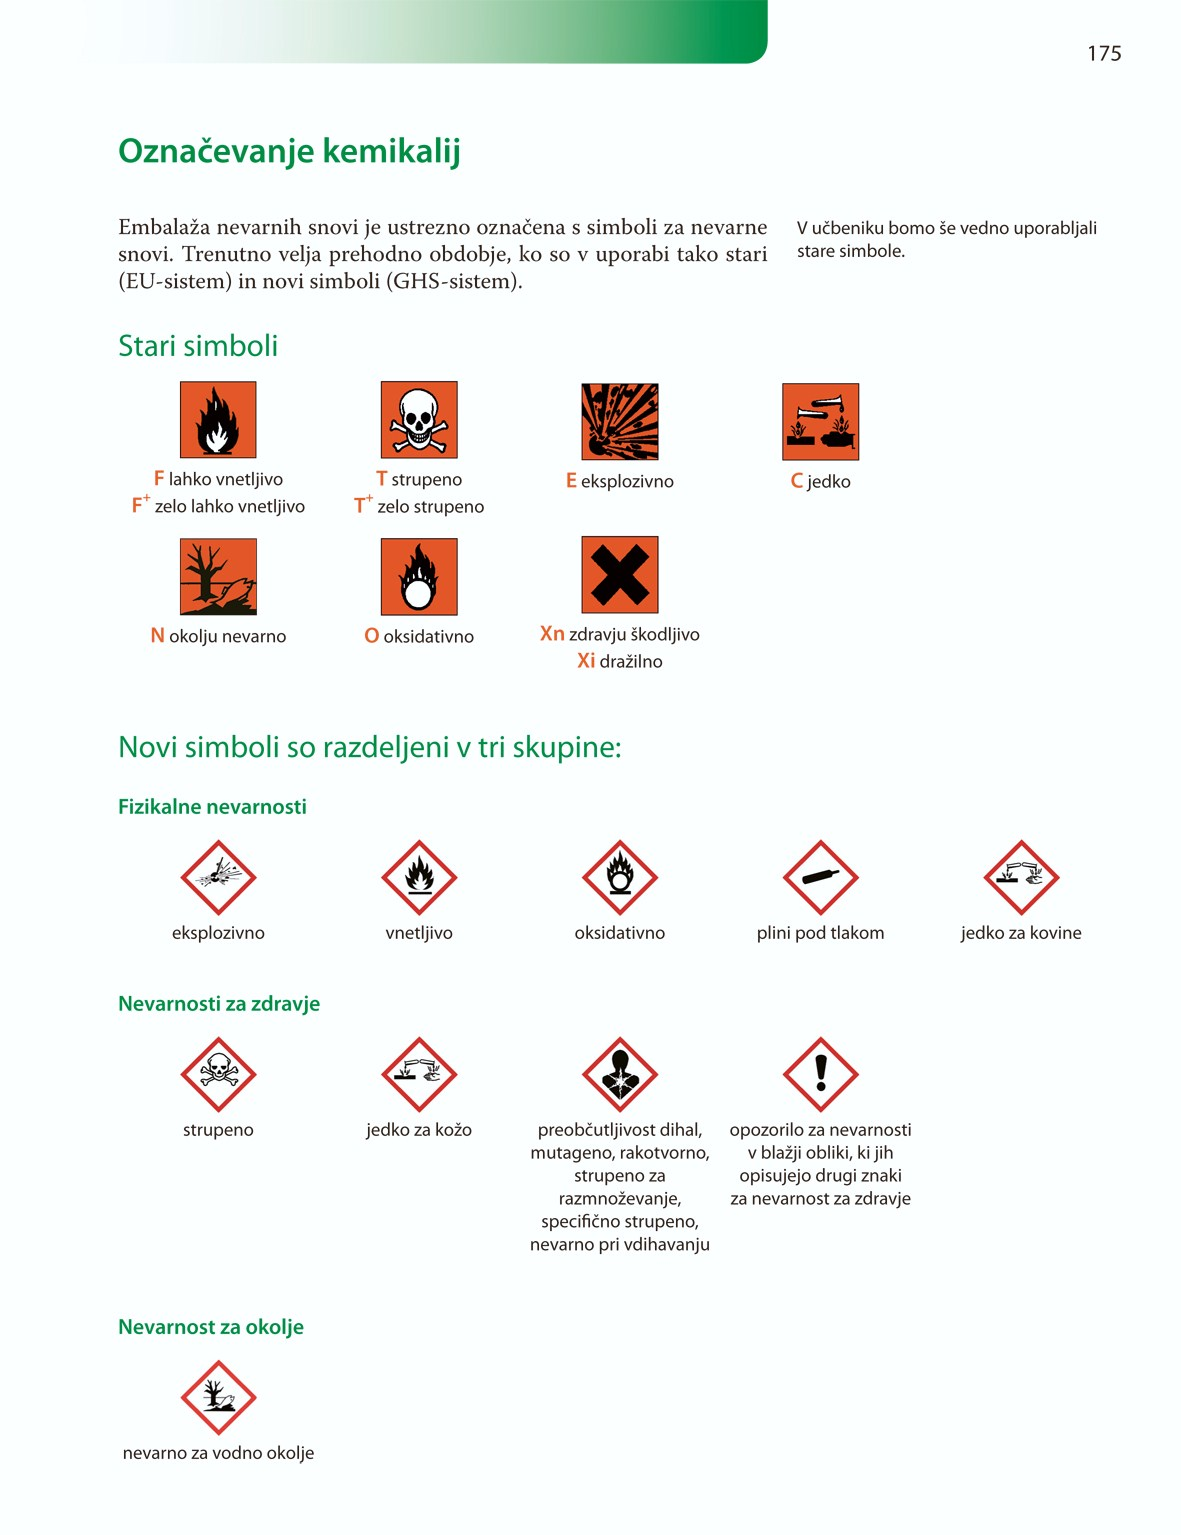 175
Označevanje kemikalij
Embalaža nevarnih snovi je ustrezno označena s simboli za nevarne
snovi. Trenutno velja prehodno obdobje, ko so v uporabi tako stari
(EU-sistem) in novi simboli (GHS-sistem).
V učbeniku bomo še vedno uporabljali
stare simbole.
Stari simboli
F lahko vnetljivo
F+ zelo lahko vnetljivo
T strupeno
T+ zelo strupeno
E eksplozivno
C jedko
N okolju nevarno
O oksidativno
Xn zdravju škodljivo
Xi dražilno
Novi simboli so razdeljeni v tri skupine:
Fizikalne nevarnosti
eksplozivno
vnetljivo
oksidativno
plini pod tlakom
jedko za kovine
Nevarnosti za zdravje
strupeno
jedko za kožo
preobčutljivost dihal,
mutageno, rakotvorno,
strupeno za
razmnoževanje,
specifično strupeno,
nevarno pri vdihavanju
opozorilo za nevarnosti
v blažji obliki, ki jih
opisujejo drugi znaki
za nevarnost za zdravje
Nevarnost za okolje
nevarno za vodno okolje